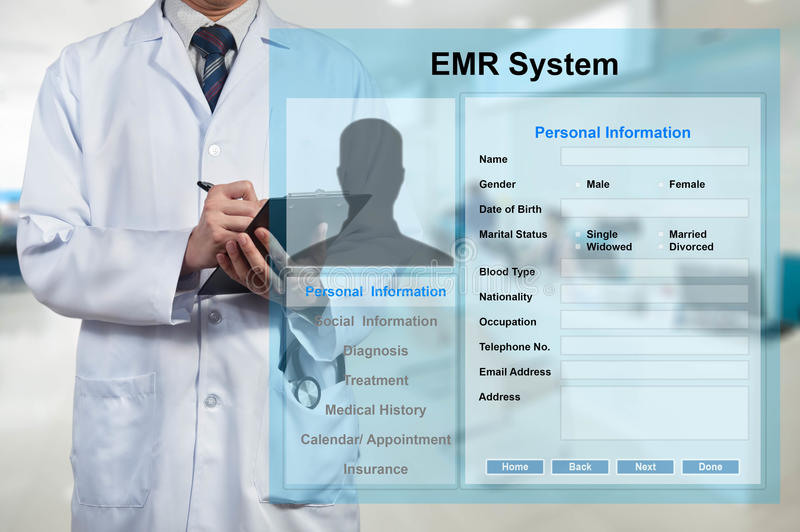 EMR System
Personal Information
Social Information
Diagnosis
Treatment
Medical History
Calendar/ Appointment
Insurance
Personal Information
Name
Gender Male Female
Date of Birth
Marital Status Single Married
Widowed Divorced
Blood Type
Nationality
Occupation
Telephone No.
Email Address
Address
Home Back Next Done
dreamstime